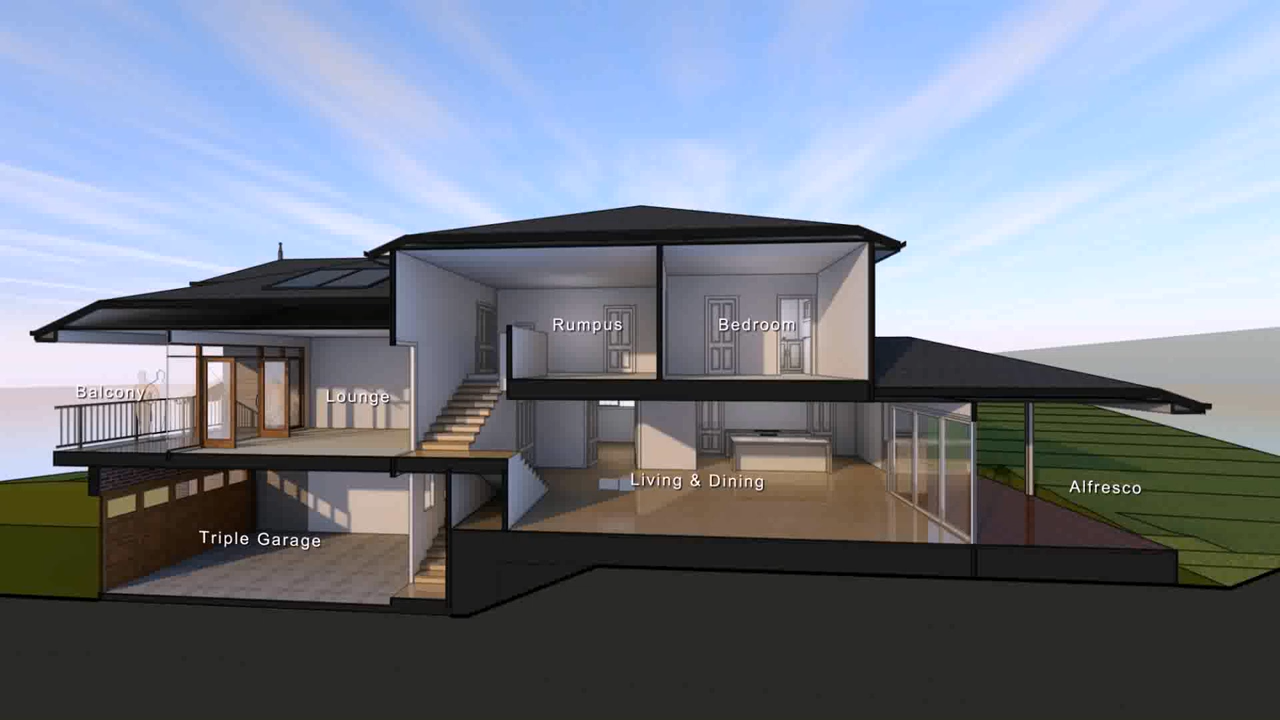 Rumpus
Bedroom
Balcony
Lounge
Living & Dining
Alfresco
Triple Garage